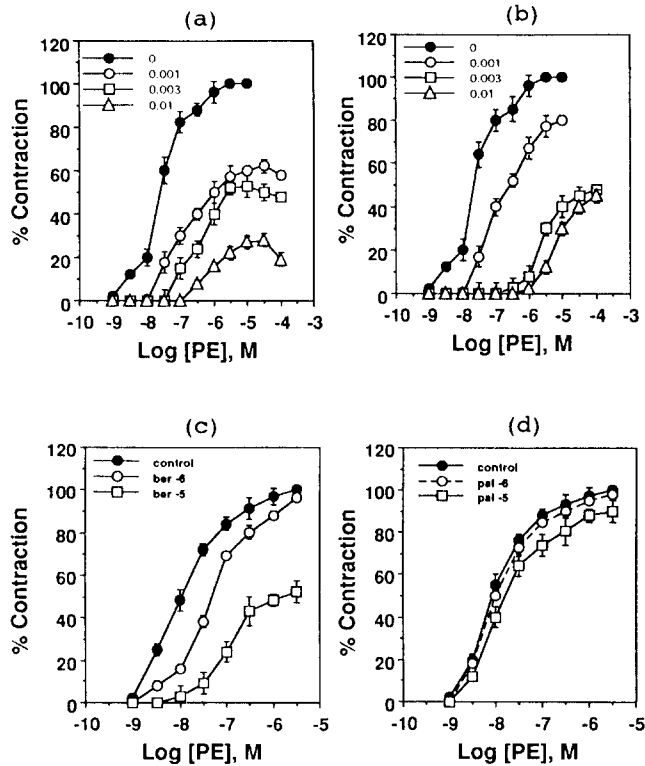 (a)
0
0.001
0.003
0.01
% Contraction
120
100
80
60
40
20
0
-10 -9 -8 -7 -6 -5 -4 -3
Log [PE], M
(b)
0
0.001
0.003
0.01
% Contraction
120
100
80
60
40
20
0
-10 -9 -8 -7 -6 -5 -4 -3
Log [PE], M
(c)
control
ber -6
ber -5
% Contraction
120
100
80
60
40
20
0
-10 -9 -8 -7 -6 -5
Log [PE], M
(d)
control
pal -6
pal -5
% Contraction
120
100
80
60
40
20
0
-10 -9 -8 -7 -6 -5
Log [PE], M